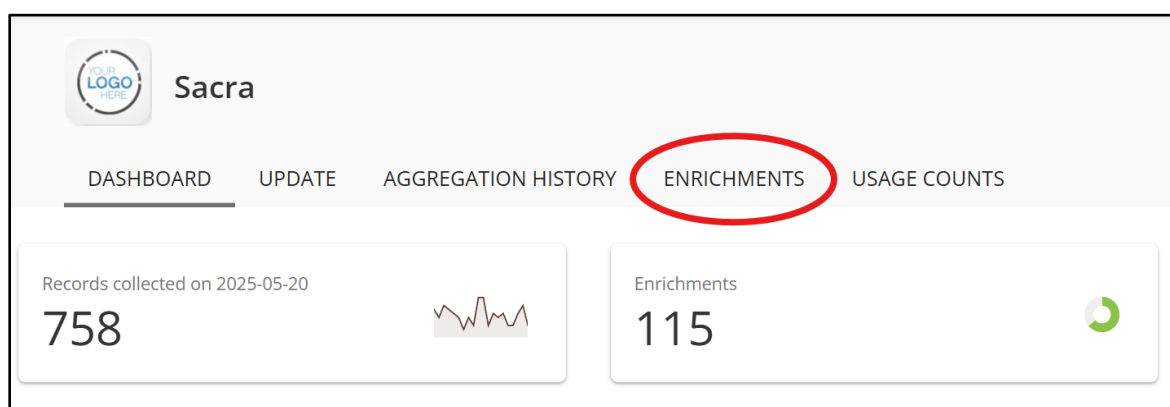 YOUR
LOGO
HERE
Sacra
DASHBOARD UPDATE AGGREGATION HISTORY ENRICHMENTS USAGE COUNTS
Records collected on 2025-05-20
758
Enrichments
115